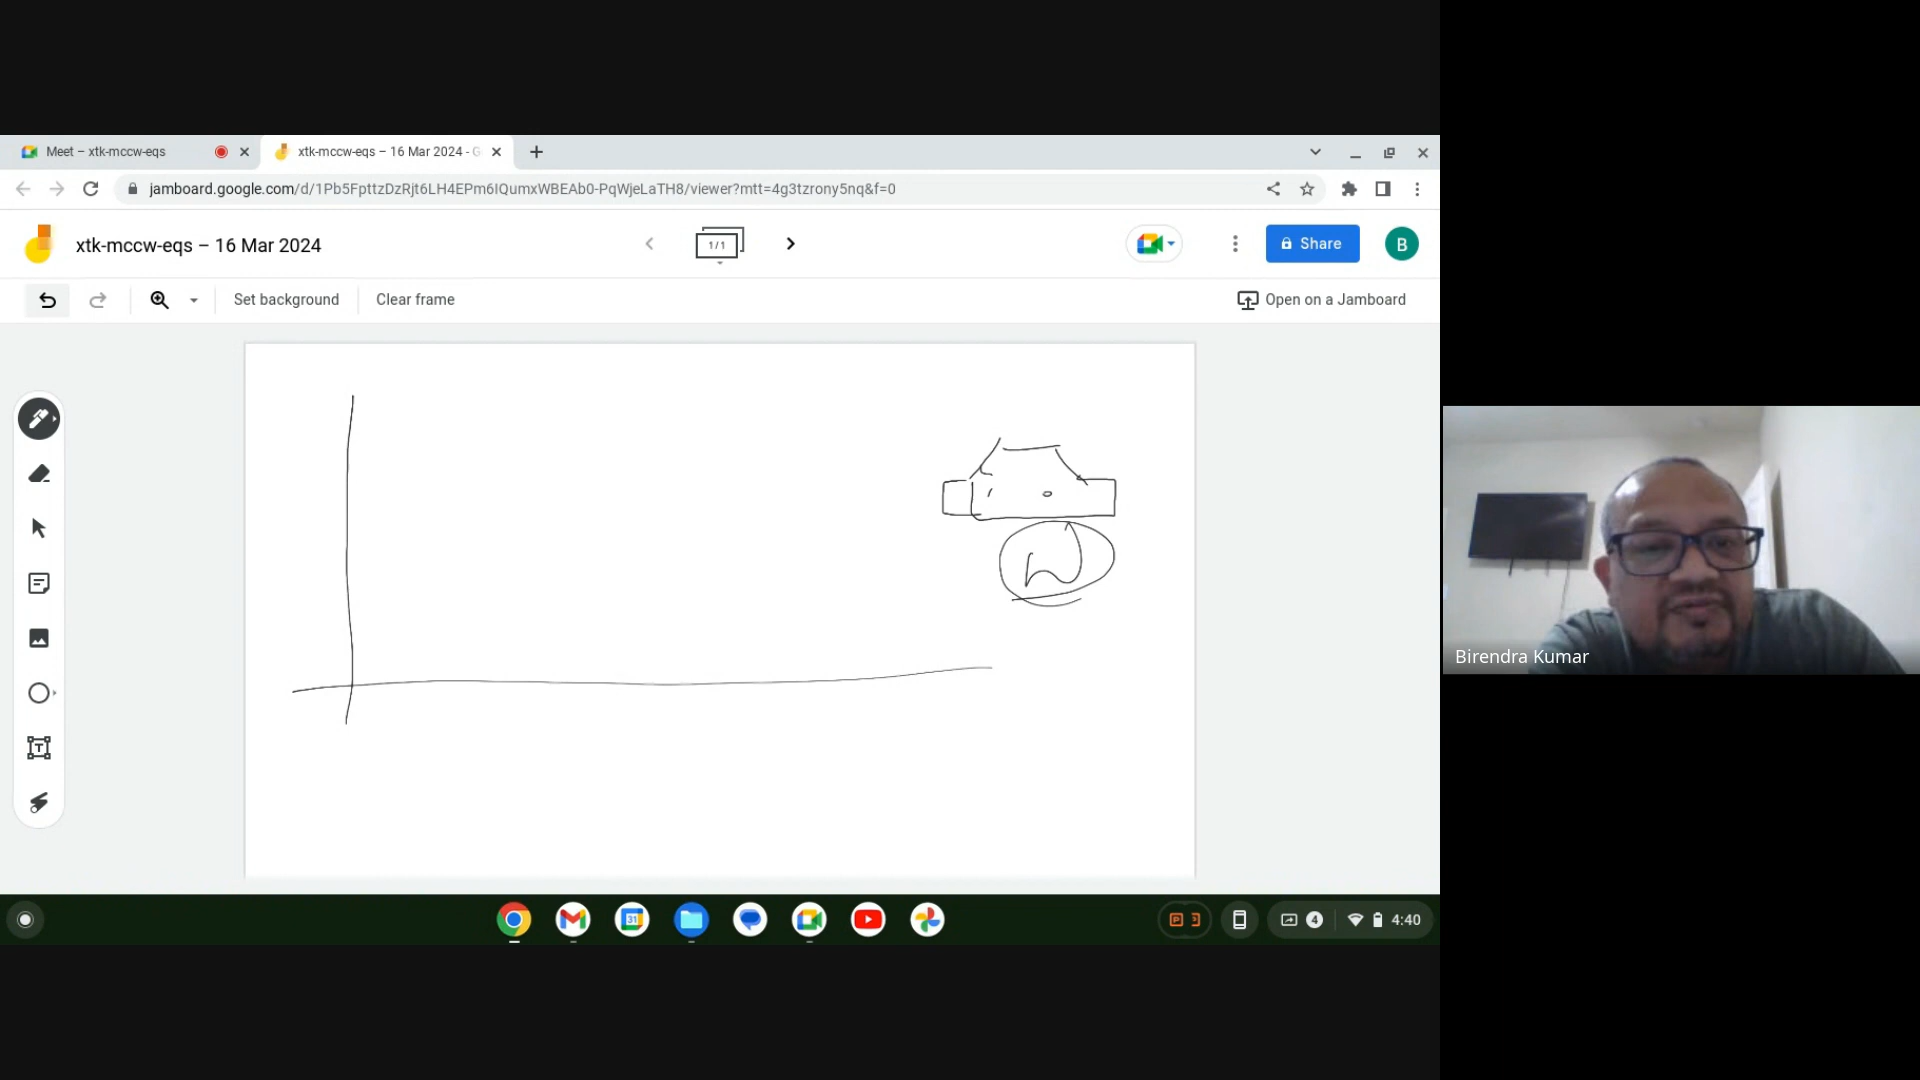 Meet – xtk-mccw-eqs
xtk-mccw-eqs – 16 Mar 2024 - G
jamboard.google.com/d/1Pb5FpttzDzRjt6LH4EPm6IQumxWBEAb0-PqWjeLaTH8/viewer?mtt=4g3tzrony5nq&f=0
xtk-mccw-eqs – 16 Mar 2024
1/1
Share
B
Set background
Clear frame
Open on a Jamboard
T
31
4
4:40
Birendra Kumar